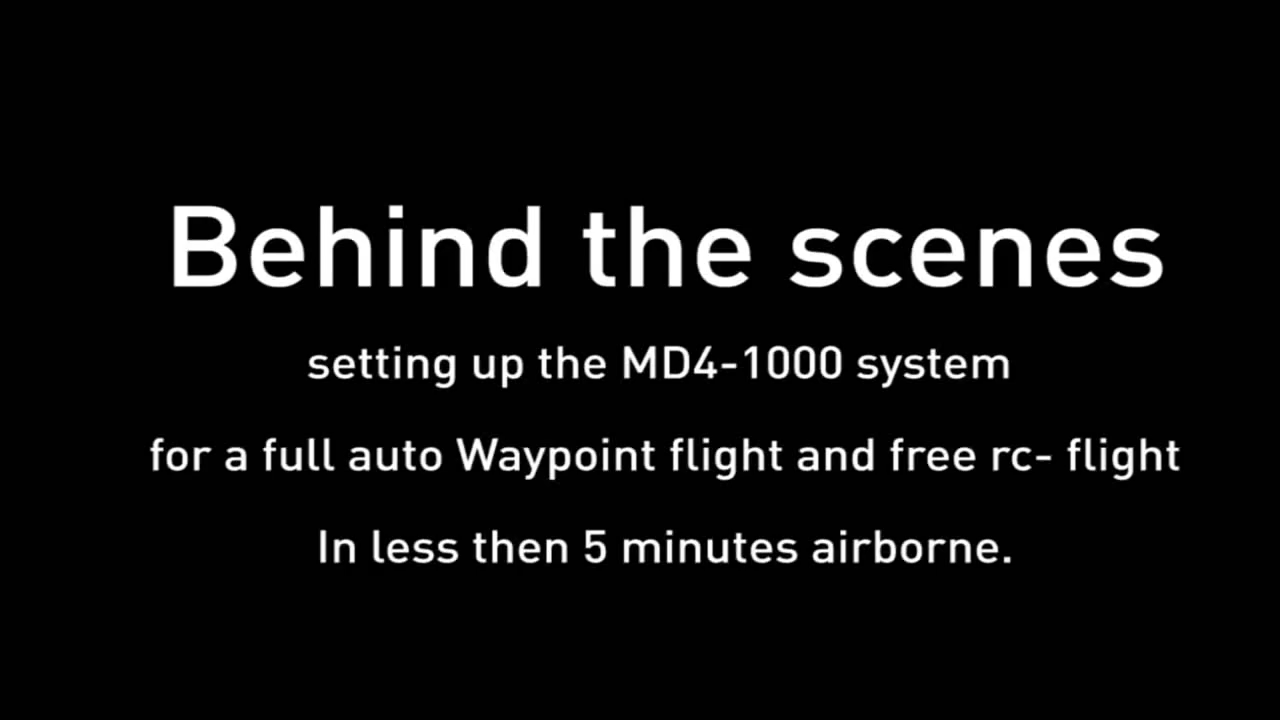 Behind the scenes
setting up the MD4-1000 system
for a full auto Waypoint flight and free rc- flight
In less then 5 minutes airborne.